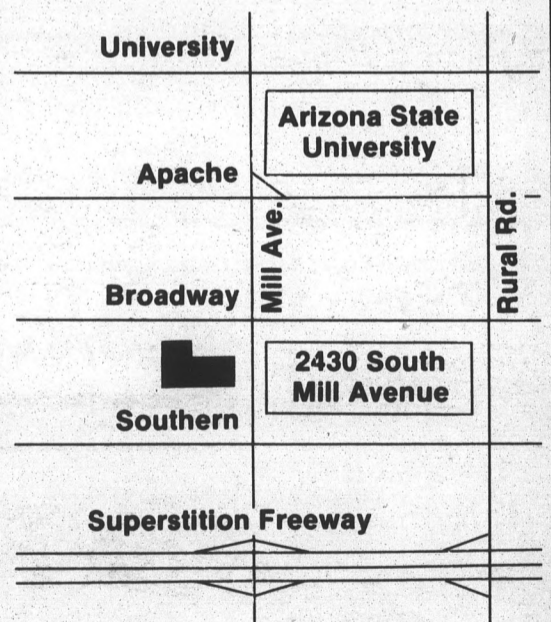 University
Arizona State
University
Apache
Mill Ave.
Rural Rd.
Broadway
2430 South
Mill Avenue
Southern
Superstition Freeway